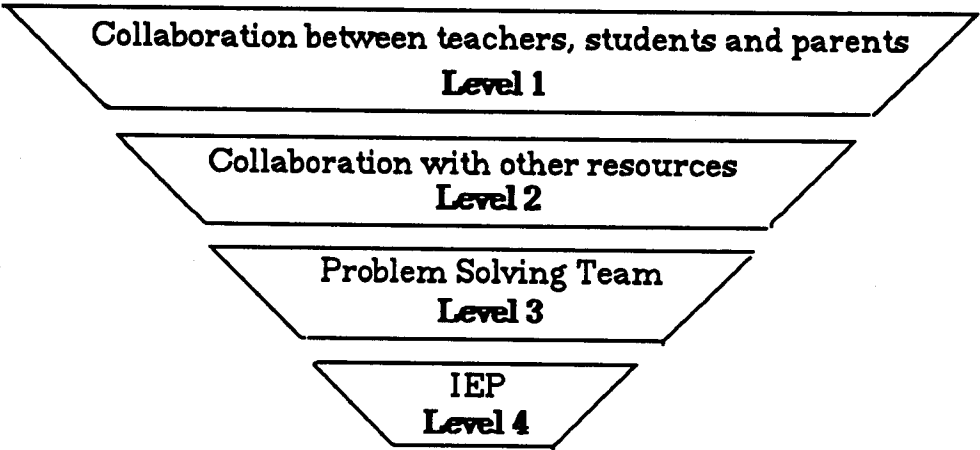 Collaboration between teachers, students and parents
Level 1
Collaboration with other resources
Level 2
Problem Solving Team
Level 3
IEP
Level 4